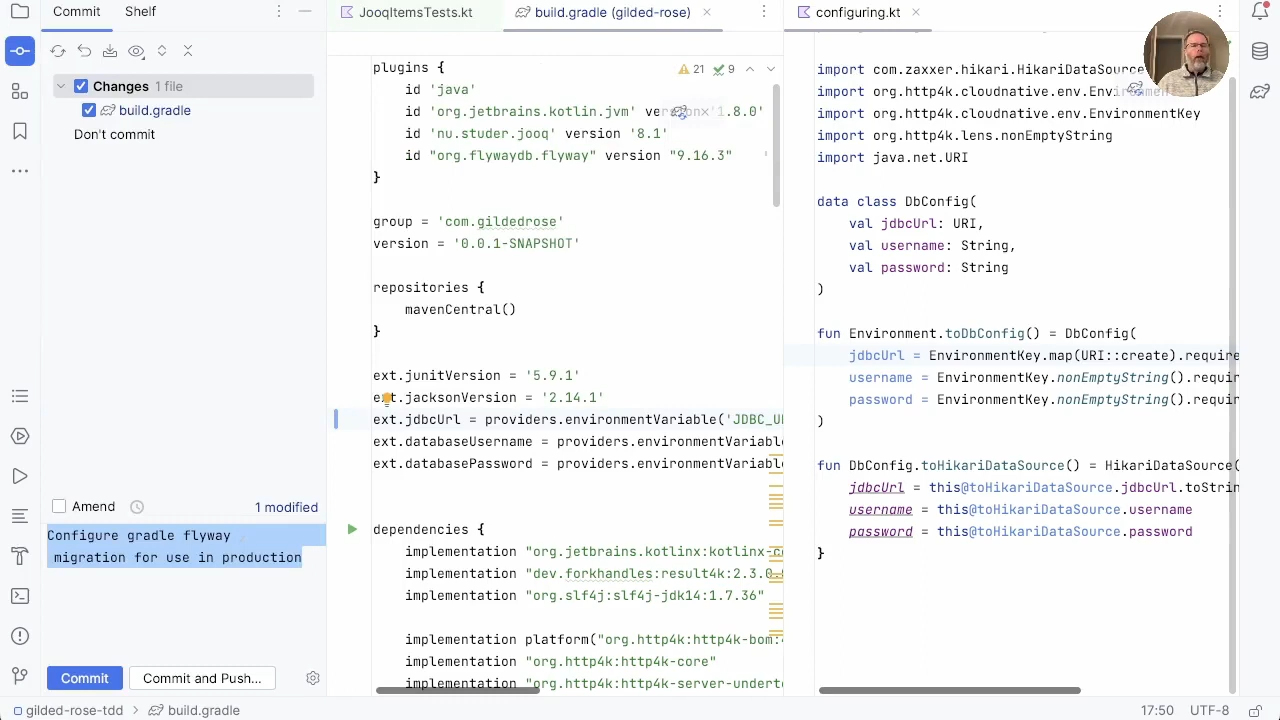 Commit
Shelf
Changes 1 file
build.gradle
Don't commit
Amend
1 modified
Configure gradle flyway
migration for use in production
Commit
Commit and Push...
JooqItemsTests.kt
build.gradle (gilded-rose)
21
9
plugins {
id 'java'
id 'org.jetbrains.kotlin.jvm' version '1.8.0'
id 'nu.studer.jooq' version '8.1'
id "org.flywaydb.flyway" version "9.16.3"
}
group = 'com.gildedrose'
version = '0.0.1-SNAPSHOT'
repositories {
mavenCentral()
}
ext.junitVersion = '5.9.1'
ext.jacksonVersion = '2.14.1'
ext.jdbcUrl = providers.environmentVariable('JDBC_U
ext.databaseUsername = providers.environmentVariable
ext.databasePassword = providers.environmentVariable
dependencies {
implementation "org.jetbrains.kotlinx:kotlinx-co
implementation "dev.forkhandles:result4k:2.3.0.
implementation "org.slf4j:slf4j-jdk14:1.7.36"
implementation platform("org.http4k:http4k-bom:
implementation "org.http4k:http4k-core"
implementation "org.http4k:http4k-server-underto
configuring.kt
import com.zaxxer.hikari.HikariDataSource
import org.http4k.cloudnative.env.Environment
import org.http4k.cloudnative.env.EnvironmentKey
import org.http4k.lens.nonEmptyString
import java.net.URI
data class DbConfig(
val jdbcUrl: URI,
val username: String,
val password: String
)
fun Environment.toDbConfig() = DbConfig(
jdbcUrl = EnvironmentKey.map(URI::create).require
username = EnvironmentKey.nonEmptyString().requir
password = EnvironmentKey.nonEmptyString().requir
)
fun DbConfig.toHikariDataSource() = HikariDataSource(
jdbcUrl = this@toHikariDataSource.jdbcUrl.toStrin
username = this@toHikariDataSource.username
password = this@toHikariDataSource.password
}
gilded-rose-tdd
build.gradle
17:50
UTF-8